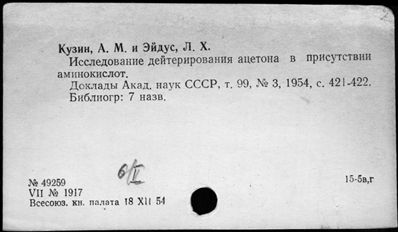 Кузин, А. М. и Эйдус, Л. Х.
Исследование дейтерирования ацетона в присутствии
аминокислот.
Доклады Акад. наук СССР, т. 99, № 3, 1954, с. 421-422.
Библиогр: 7 назв.
6/I
№ 49259
15-5в,г
VII № 1917
Всесоюз. кн. палата 18 XII 54